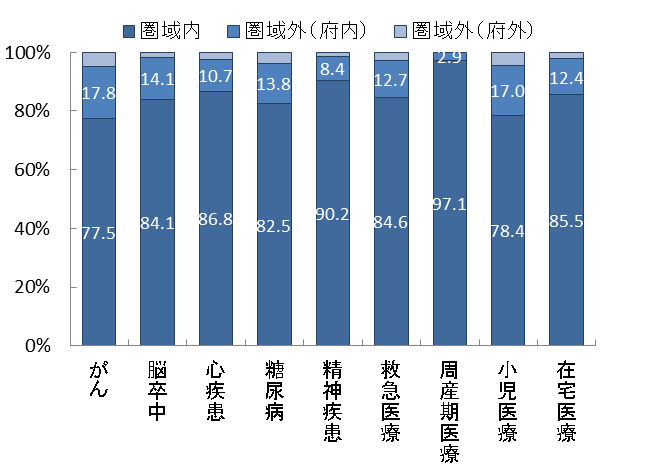 圏域内 圏域外（府内） 圏域外（府外）
100%
80%
60%
40%
20%
0%
17.8 14.1 10.7 13.8 8.4 12.7 2.9 17.0 12.4
77.5 84.1 86.8 82.5 90.2 84.6 97.1 78.4 85.5
がん
脳卒中
心疾患
糖尿病
精神疾患
救急医療
周産期医療
小児医療
在宅医療